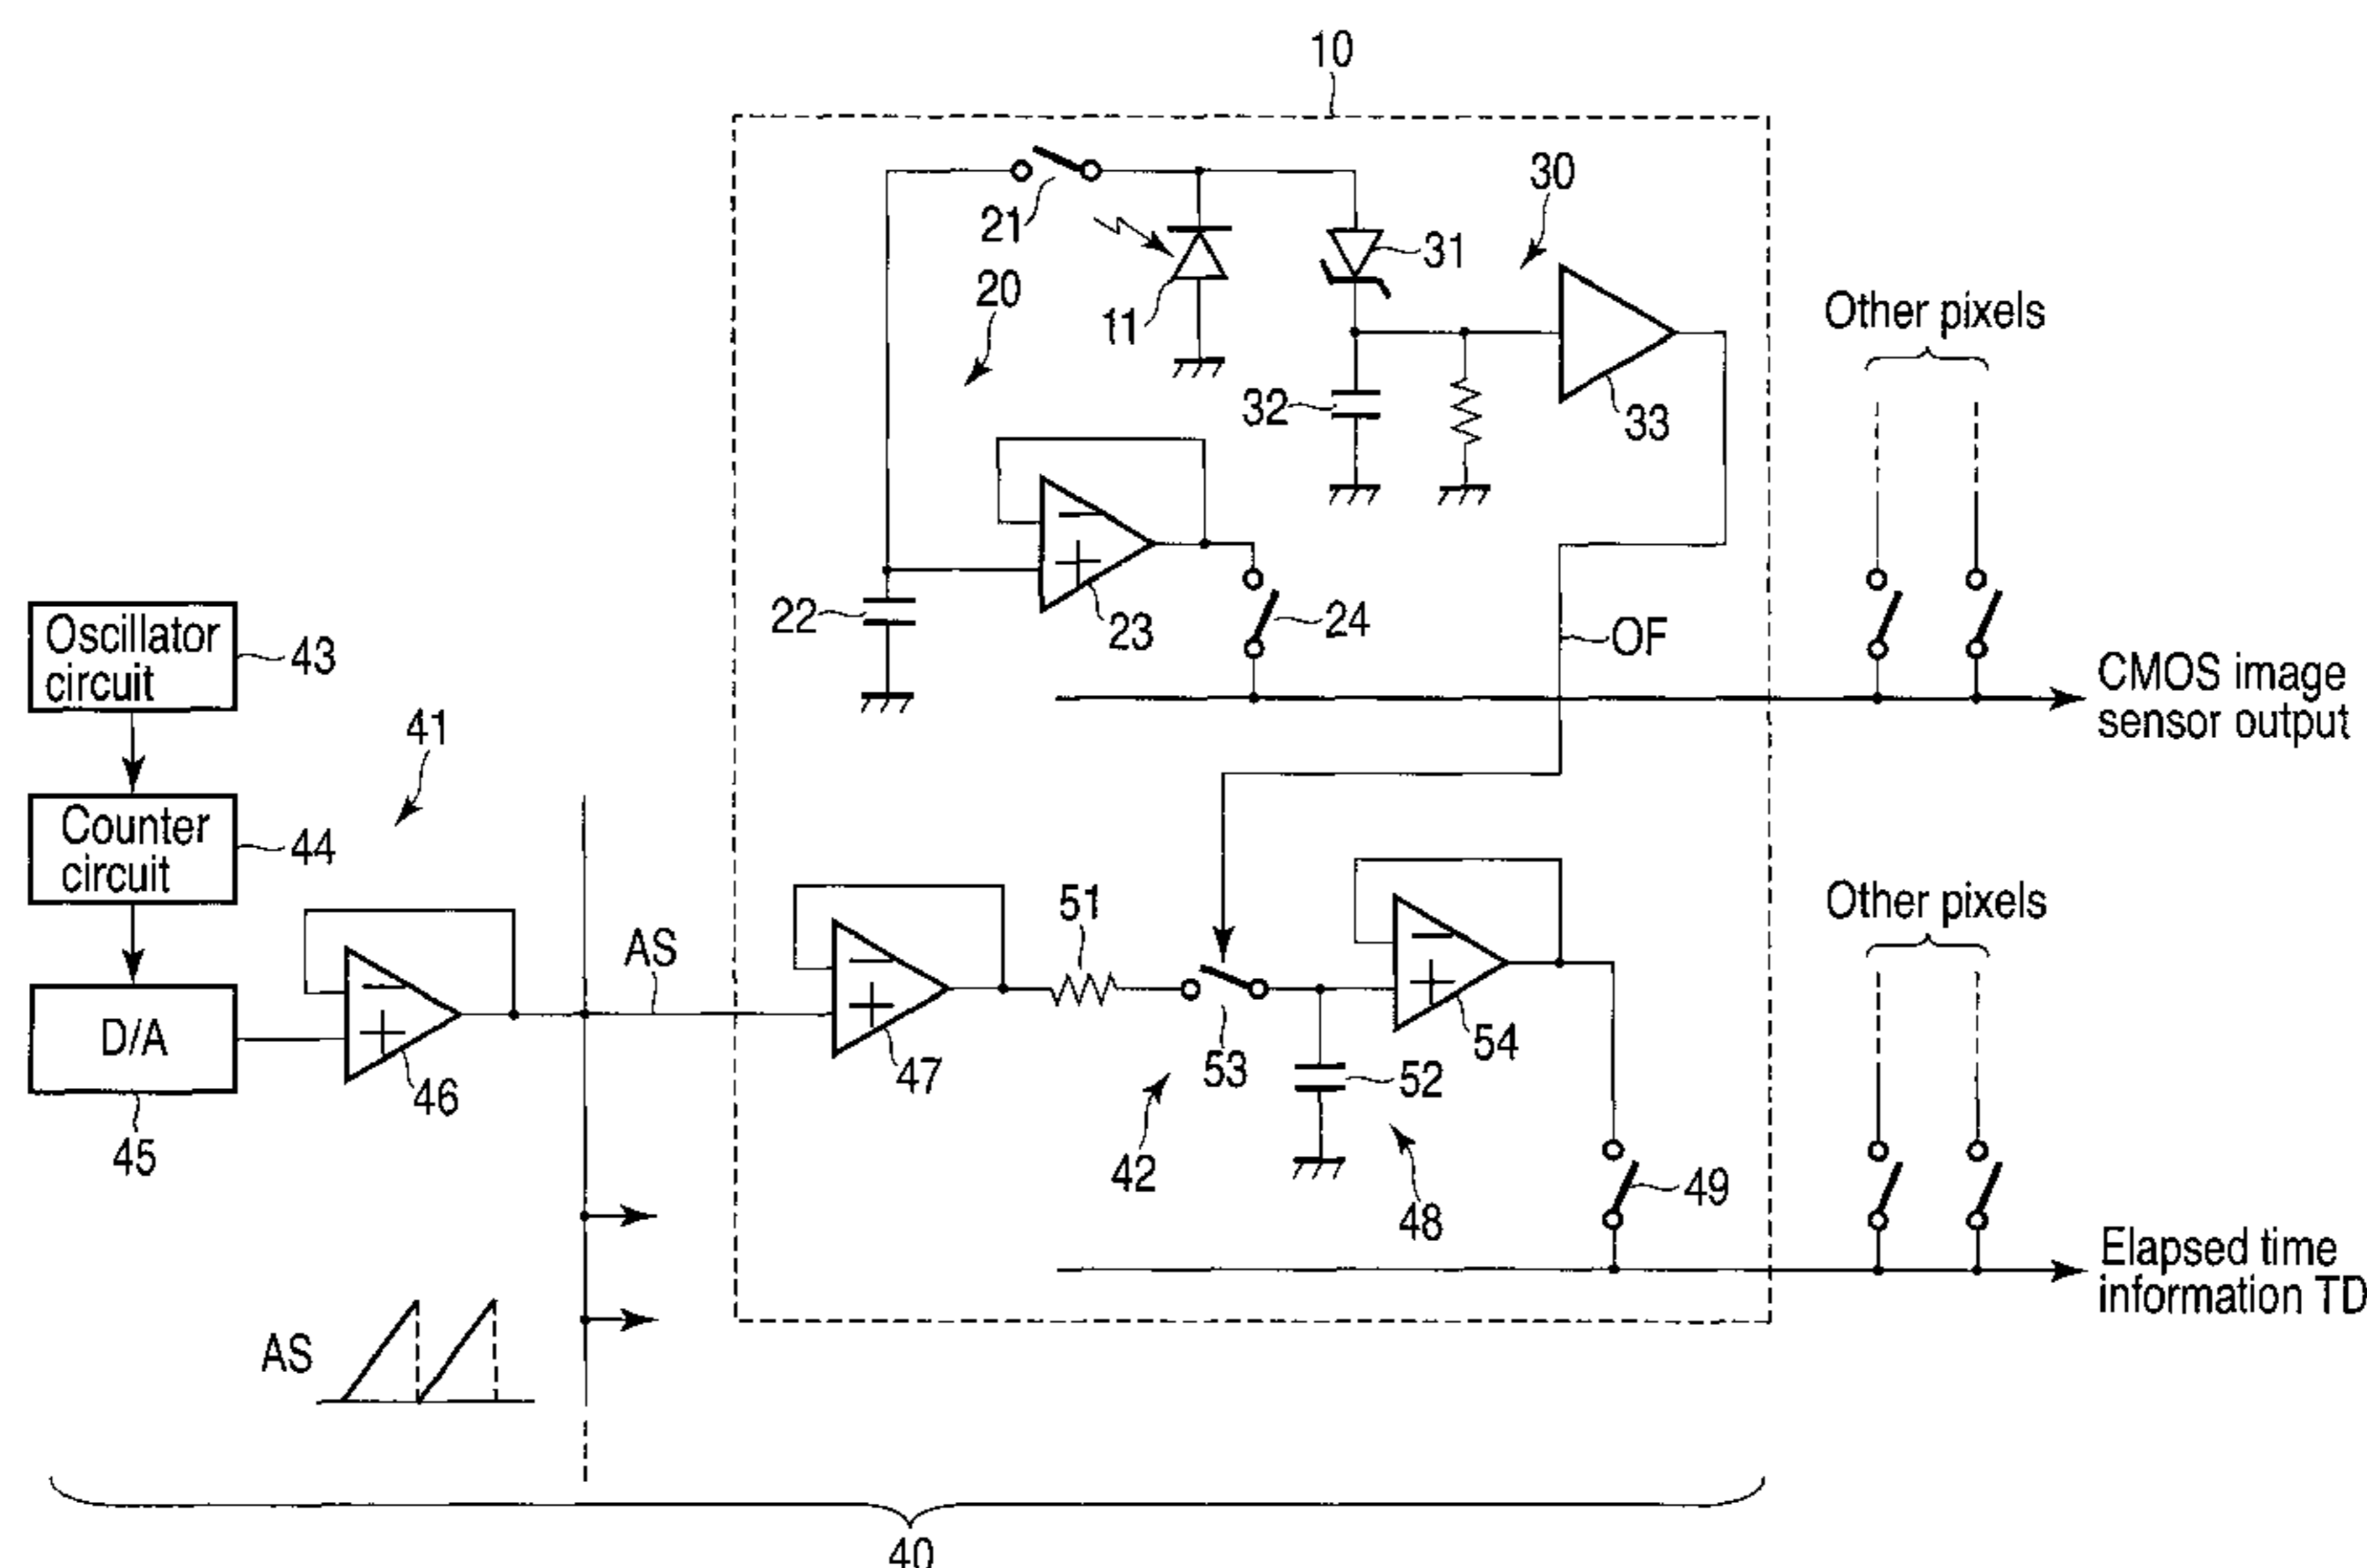 10
30
21
31
20
11
Other pixels
32
33
22
23
24
OF
Oscillator
circuit
43
CMOS image
sensor output
41
Counter
circuit
44
Other pixels
51
AS
D/A
46
47
53
52
54
45
42
48
49
Elapsed time
information TD
AS
40